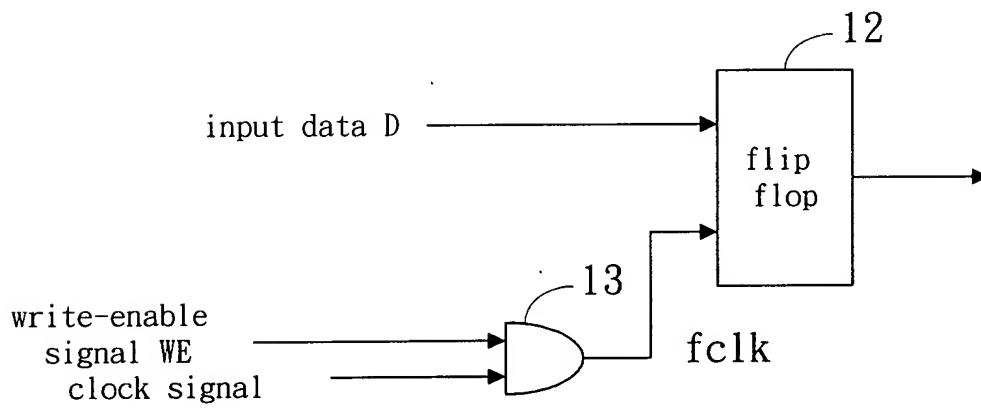 12
input data D
flip
flop
13
write-enable
signal WE
clock signal
fclk